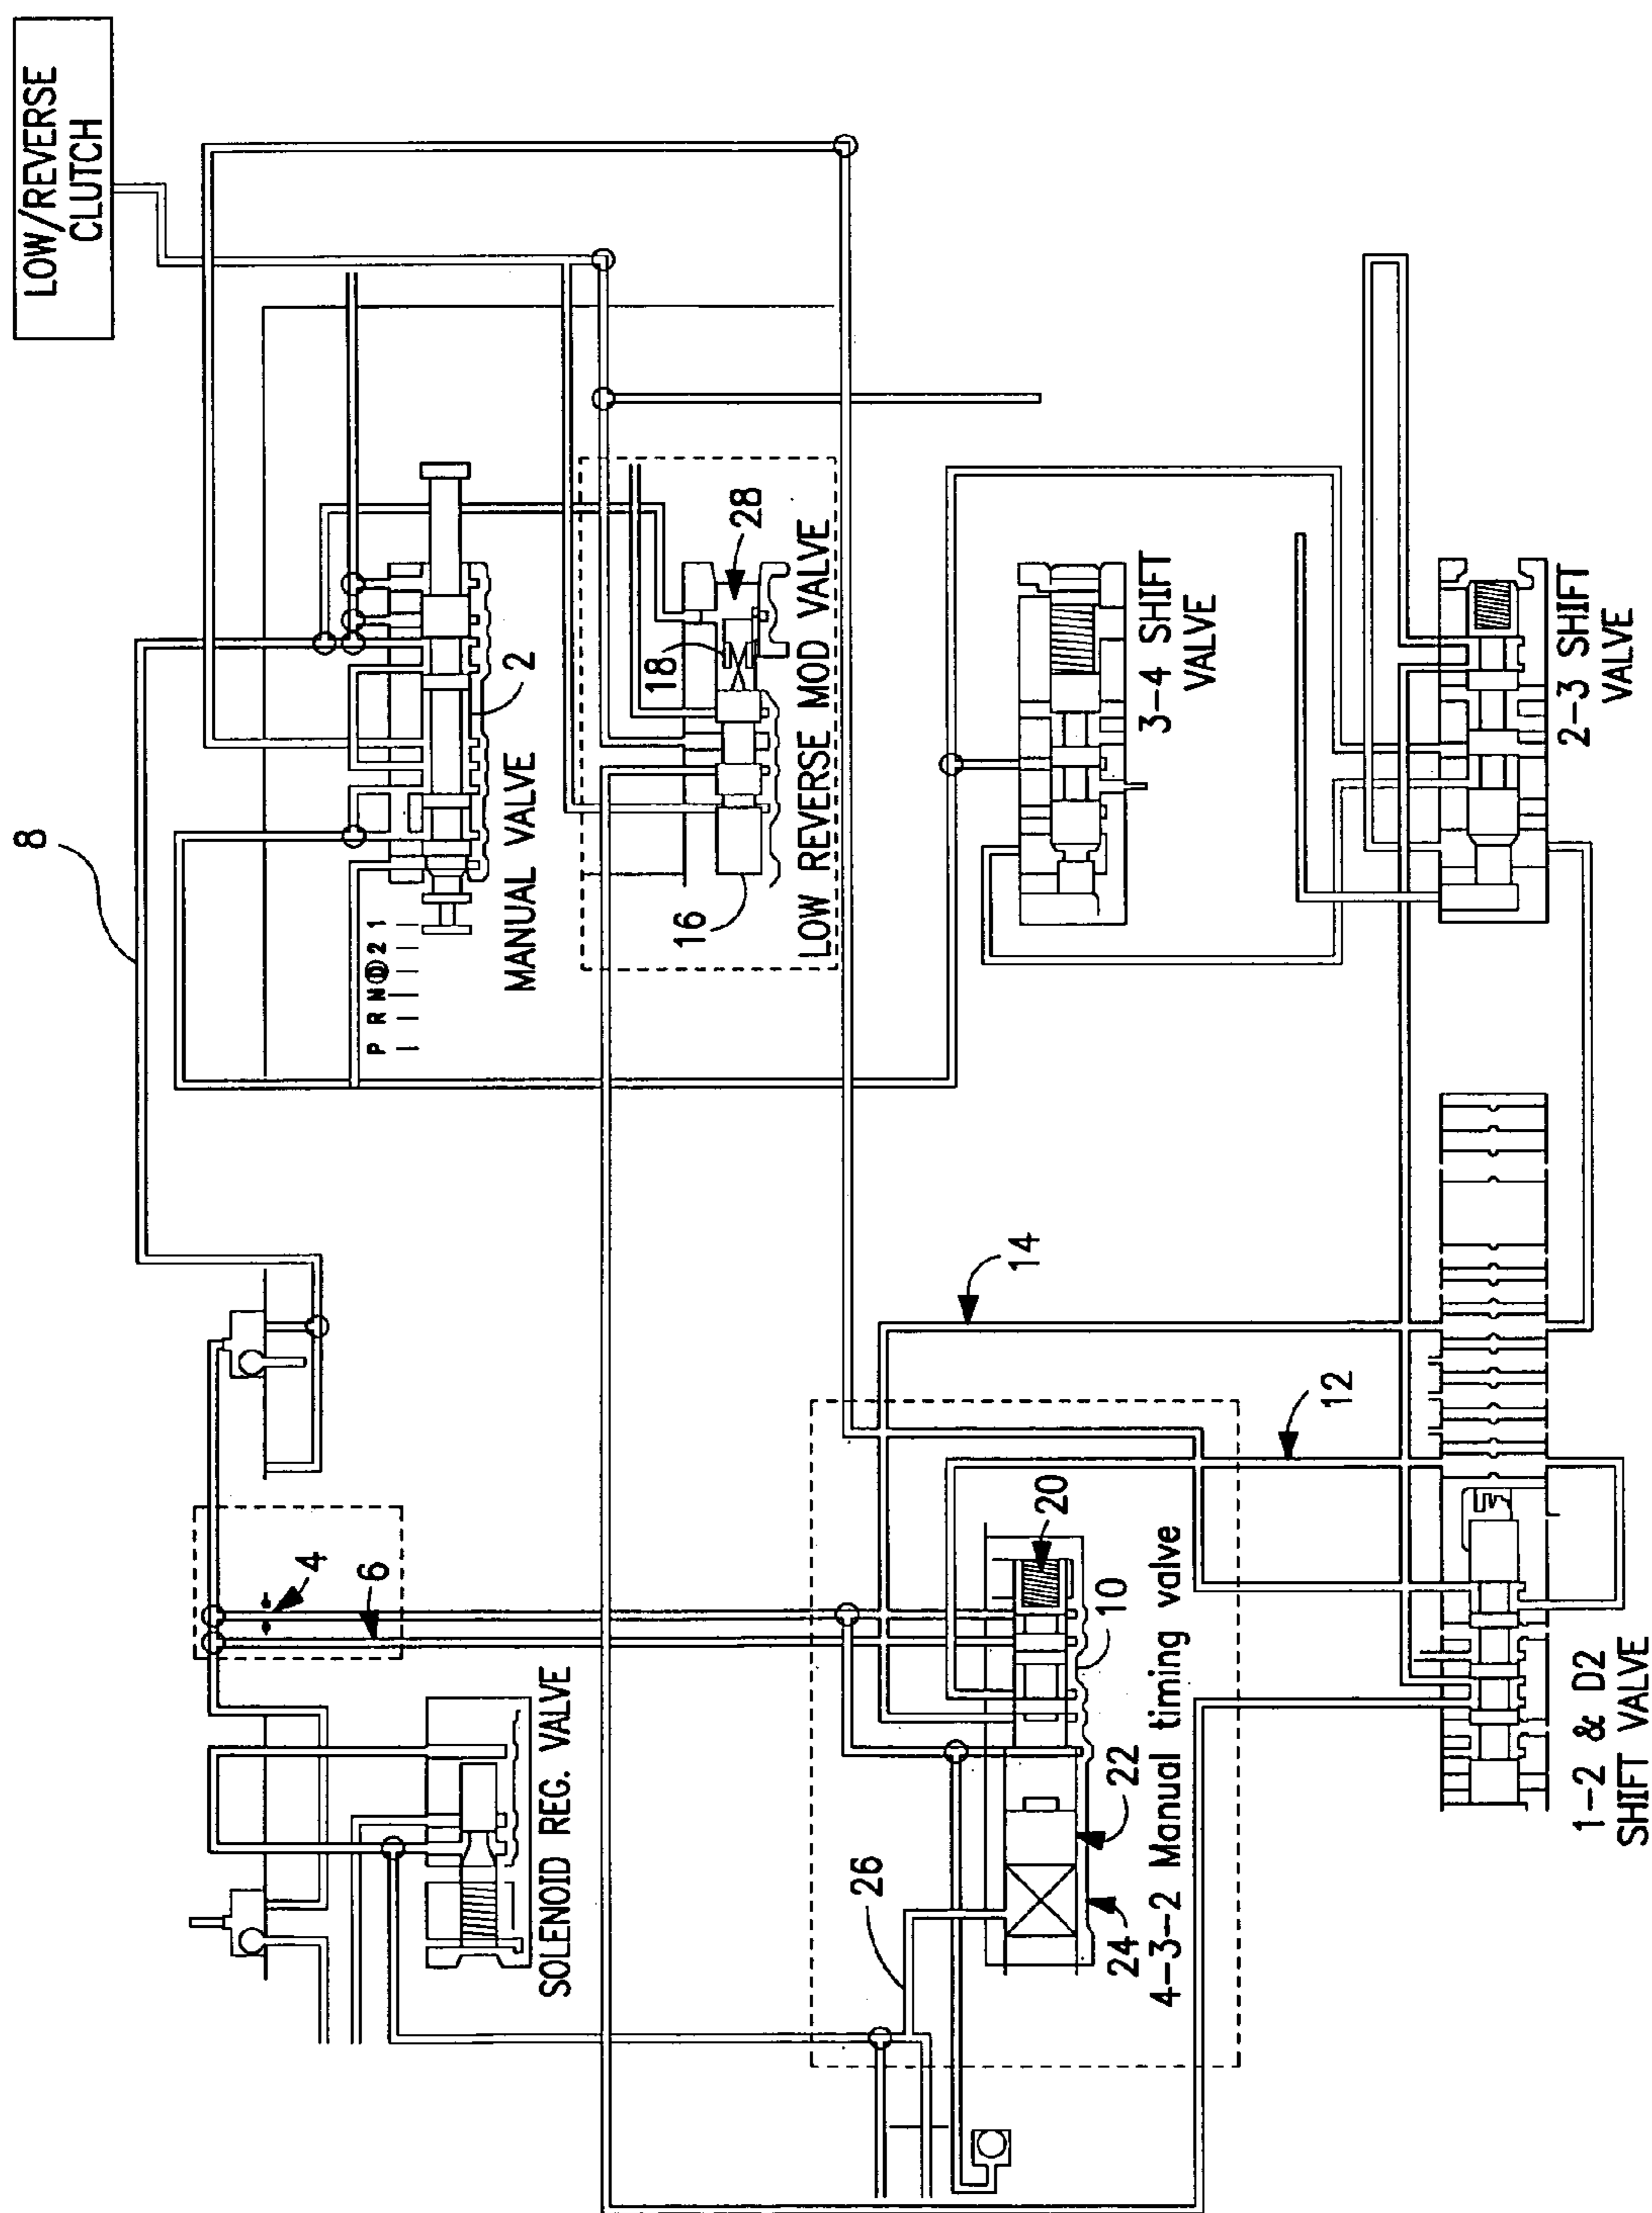 LOW/REVERSE
CLUTCH
8
P R N D 2 1
MANUAL VALVE
2
18
28
16
LOW REVERSE MOD VALVE
3-4 SHIFT
VALVE
2-3 SHIFT
VALVE
4
6
SOLENOID REG. VALVE
14
12
20
10
26
22
24
4-3-2 Manual timing valve
1-2 & D2
SHIFT VALVE